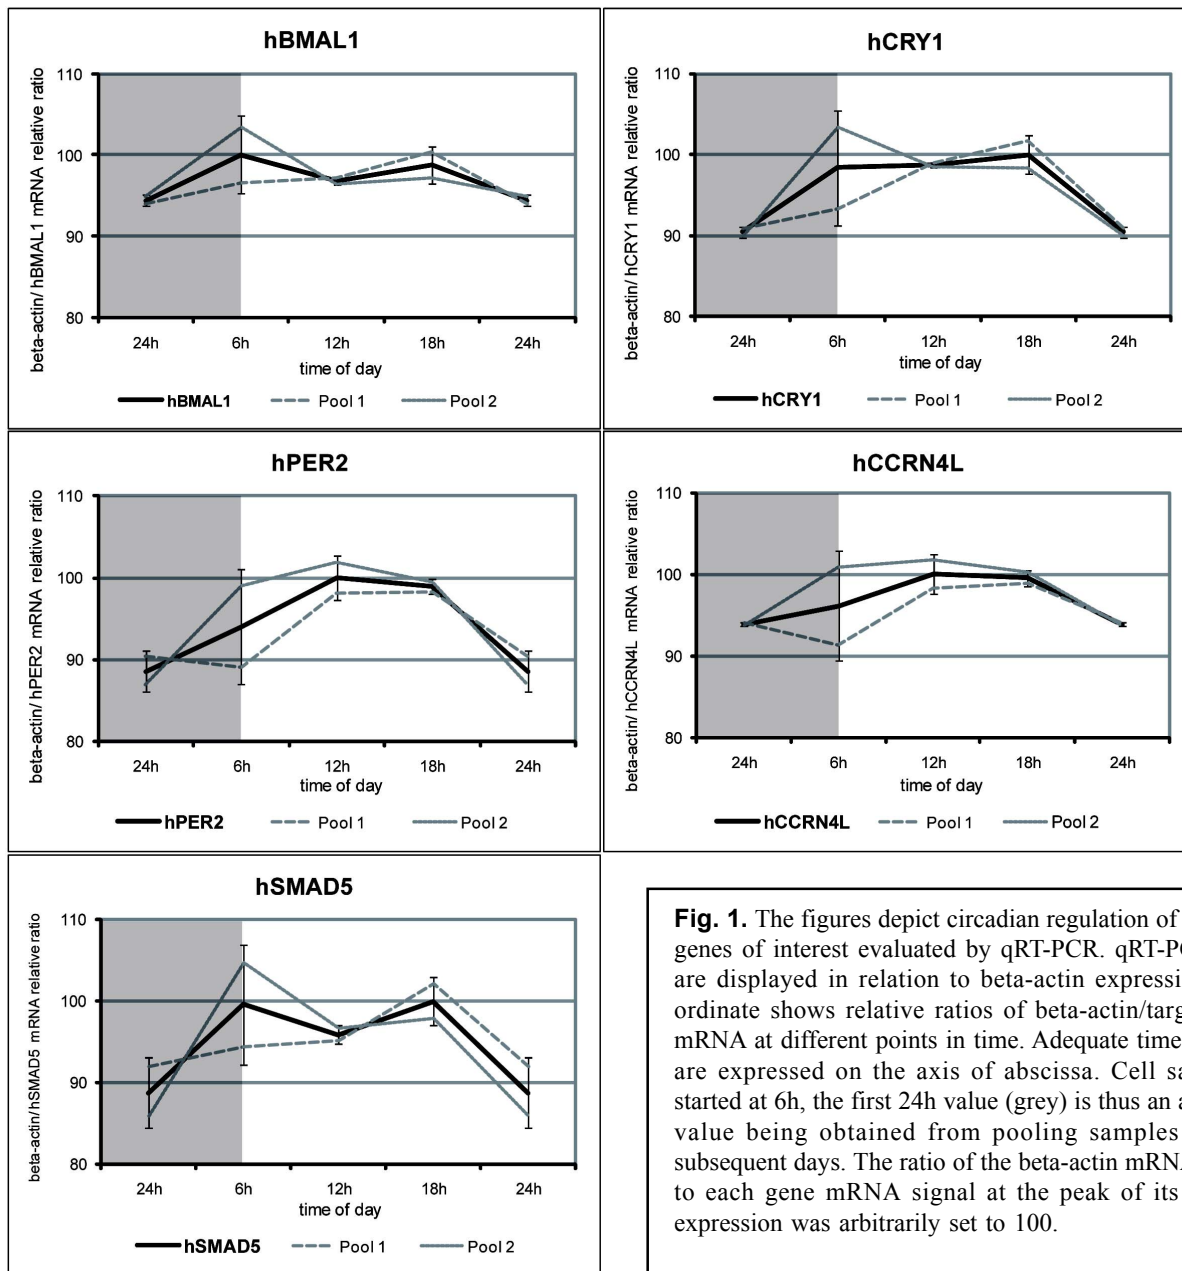 hBMAL1
beta-actin/ hBMAL1 mRNA relative ratio
110
100
90
80
24h 6h 12h 18h 24h
time of day
hBMAL1 Pool 1 Pool 2
hCRY1
beta-actin/ hCRY1 mRNA relative ratio
110
100
90
80
24h 6h 12h 18h 24h
time of day
hCRY1 Pool 1 Pool 2
hPER2
beta-actin/ hPER2 mRNA relative ratio
110
100
90
80
24h 6h 12h 18h 24h
time of day
hPER2 Pool 1 Pool 2
hCCRN4L
beta-actin/ hCCRN4L mRNA relative ratio
110
100
90
80
24h 6h 12h 18h 24h
time of day
hCCRN4L Pool 1 Pool 2
hSMAD5
beta-actin/hSMAD5 mRNA relative ratio
110
100
90
80
24h 6h 12h 18h 24h
time of day
hSMAD5 Pool 1 Pool 2
Fig. 1. The figures depict circadian regulation of
genes of interest evaluated by qRT-PCR.
are displayed in relation to beta-actin
ordinate shows relative ratios of
mRNA at different points in time. Adequate
are expressed on the axis of abscissa. Cell
started at 6h, the first 24h value (grey) is thus an
value being obtained from pooling samples
subsequent days. The ratio of the beta-actin
to each gene mRNA signal at the peak of its
expression was arbitrarily set to 100.